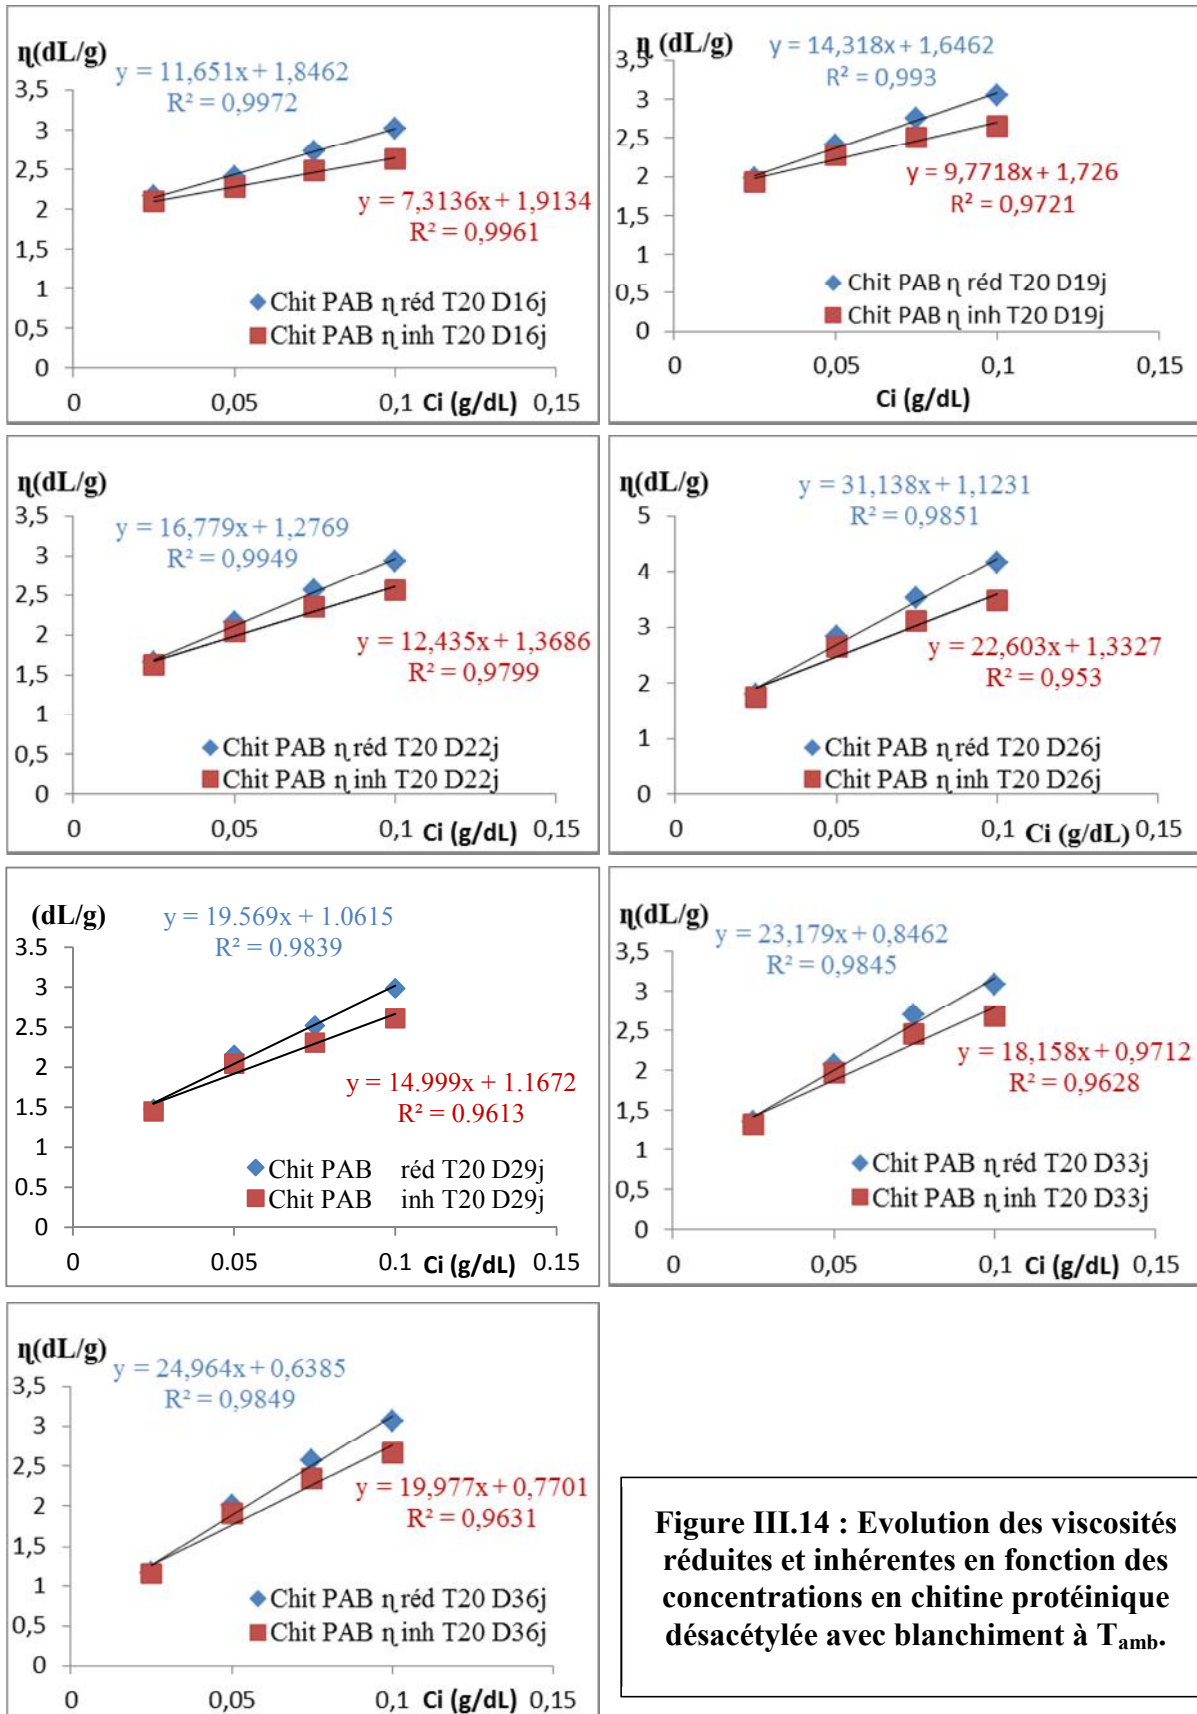 η(dL/g)
y = 11,651x + 1,8462
R² = 0,9972
3,5
3
2,5
2
1,5
1
0,5
0
y = 7,3136x + 1,9134
R² = 0,9961
Chit PAB η réd T20 D16j
Chit PAB η inh T20 D16j
0 0,05 0,1 Ci (g/dL) 0,15
η (dL/g)
y = 14,318x + 1,6462
R² = 0,993
3,5
3
2,5
2
1,5
1
0,5
0
y = 9,7718x + 1,726
R² = 0,9721
Chit PAB η réd T20 D19j
Chit PAB η inh T20 D19j
0 0,05 0,1 0,15
Ci (g/dL)
η(dL/g)
y = 16,779x + 1,2769
R² = 0,9949
3,5
3
2,5
2
1,5
1
0,5
0
y = 12,435x + 1,3686
R² = 0,9799
Chit PAB η réd T20 D22j
Chit PAB η inh T20 D22j
0 0,05 0,1 Ci (g/dL) 0,15
η(dL/g)
y = 31,138x + 1,1231
R² = 0,9851
5
4
3
2
1
0
y = 22,603x + 1,3327
R² = 0,953
Chit PAB η réd T20 D26j
Chit PAB η inh T20 D26j
0 0,05 0,1 Ci (g/dL) 0,15
(dL/g)
y = 19.569x + 1.0615
R² = 0.9839
3.5
3
2.5
2
1.5
1
0.5
0
y = 14.999x + 1.1672
R² = 0.9613
Chit PAB réd T20 D29j
Chit PAB inh T20 D29j
0 0.05 0.1 Ci (g/dL) 0.15
η(dL/g)
y = 23,179x + 0,8462
R² = 0,9845
3,5
3
2,5
2
1,5
1
0,5
0
y = 18,158x + 0,9712
R² = 0,9628
Chit PAB η réd T20 D33j
Chit PAB η inh T20 D33j
0 0,05 0,1 0,15
Ci (g/dL)
η(dL/g)
y = 24,964x + 0,6385
R² = 0,9849
3,5
3
2,5
2
1,5
1
0,5
0
y = 19,977x + 0,7701
R² = 0,9631
Chit PAB η réd T20 D36j
Chit PAB η inh T20 D36j
0 0,05 0,1 Ci (g/dL) 0,15
Figure III.14 : Evolution des viscosités
réduites et inhérentes en fonction des
concentrations en chitine protéinique
désacétylée avec blanchiment à Tamb.